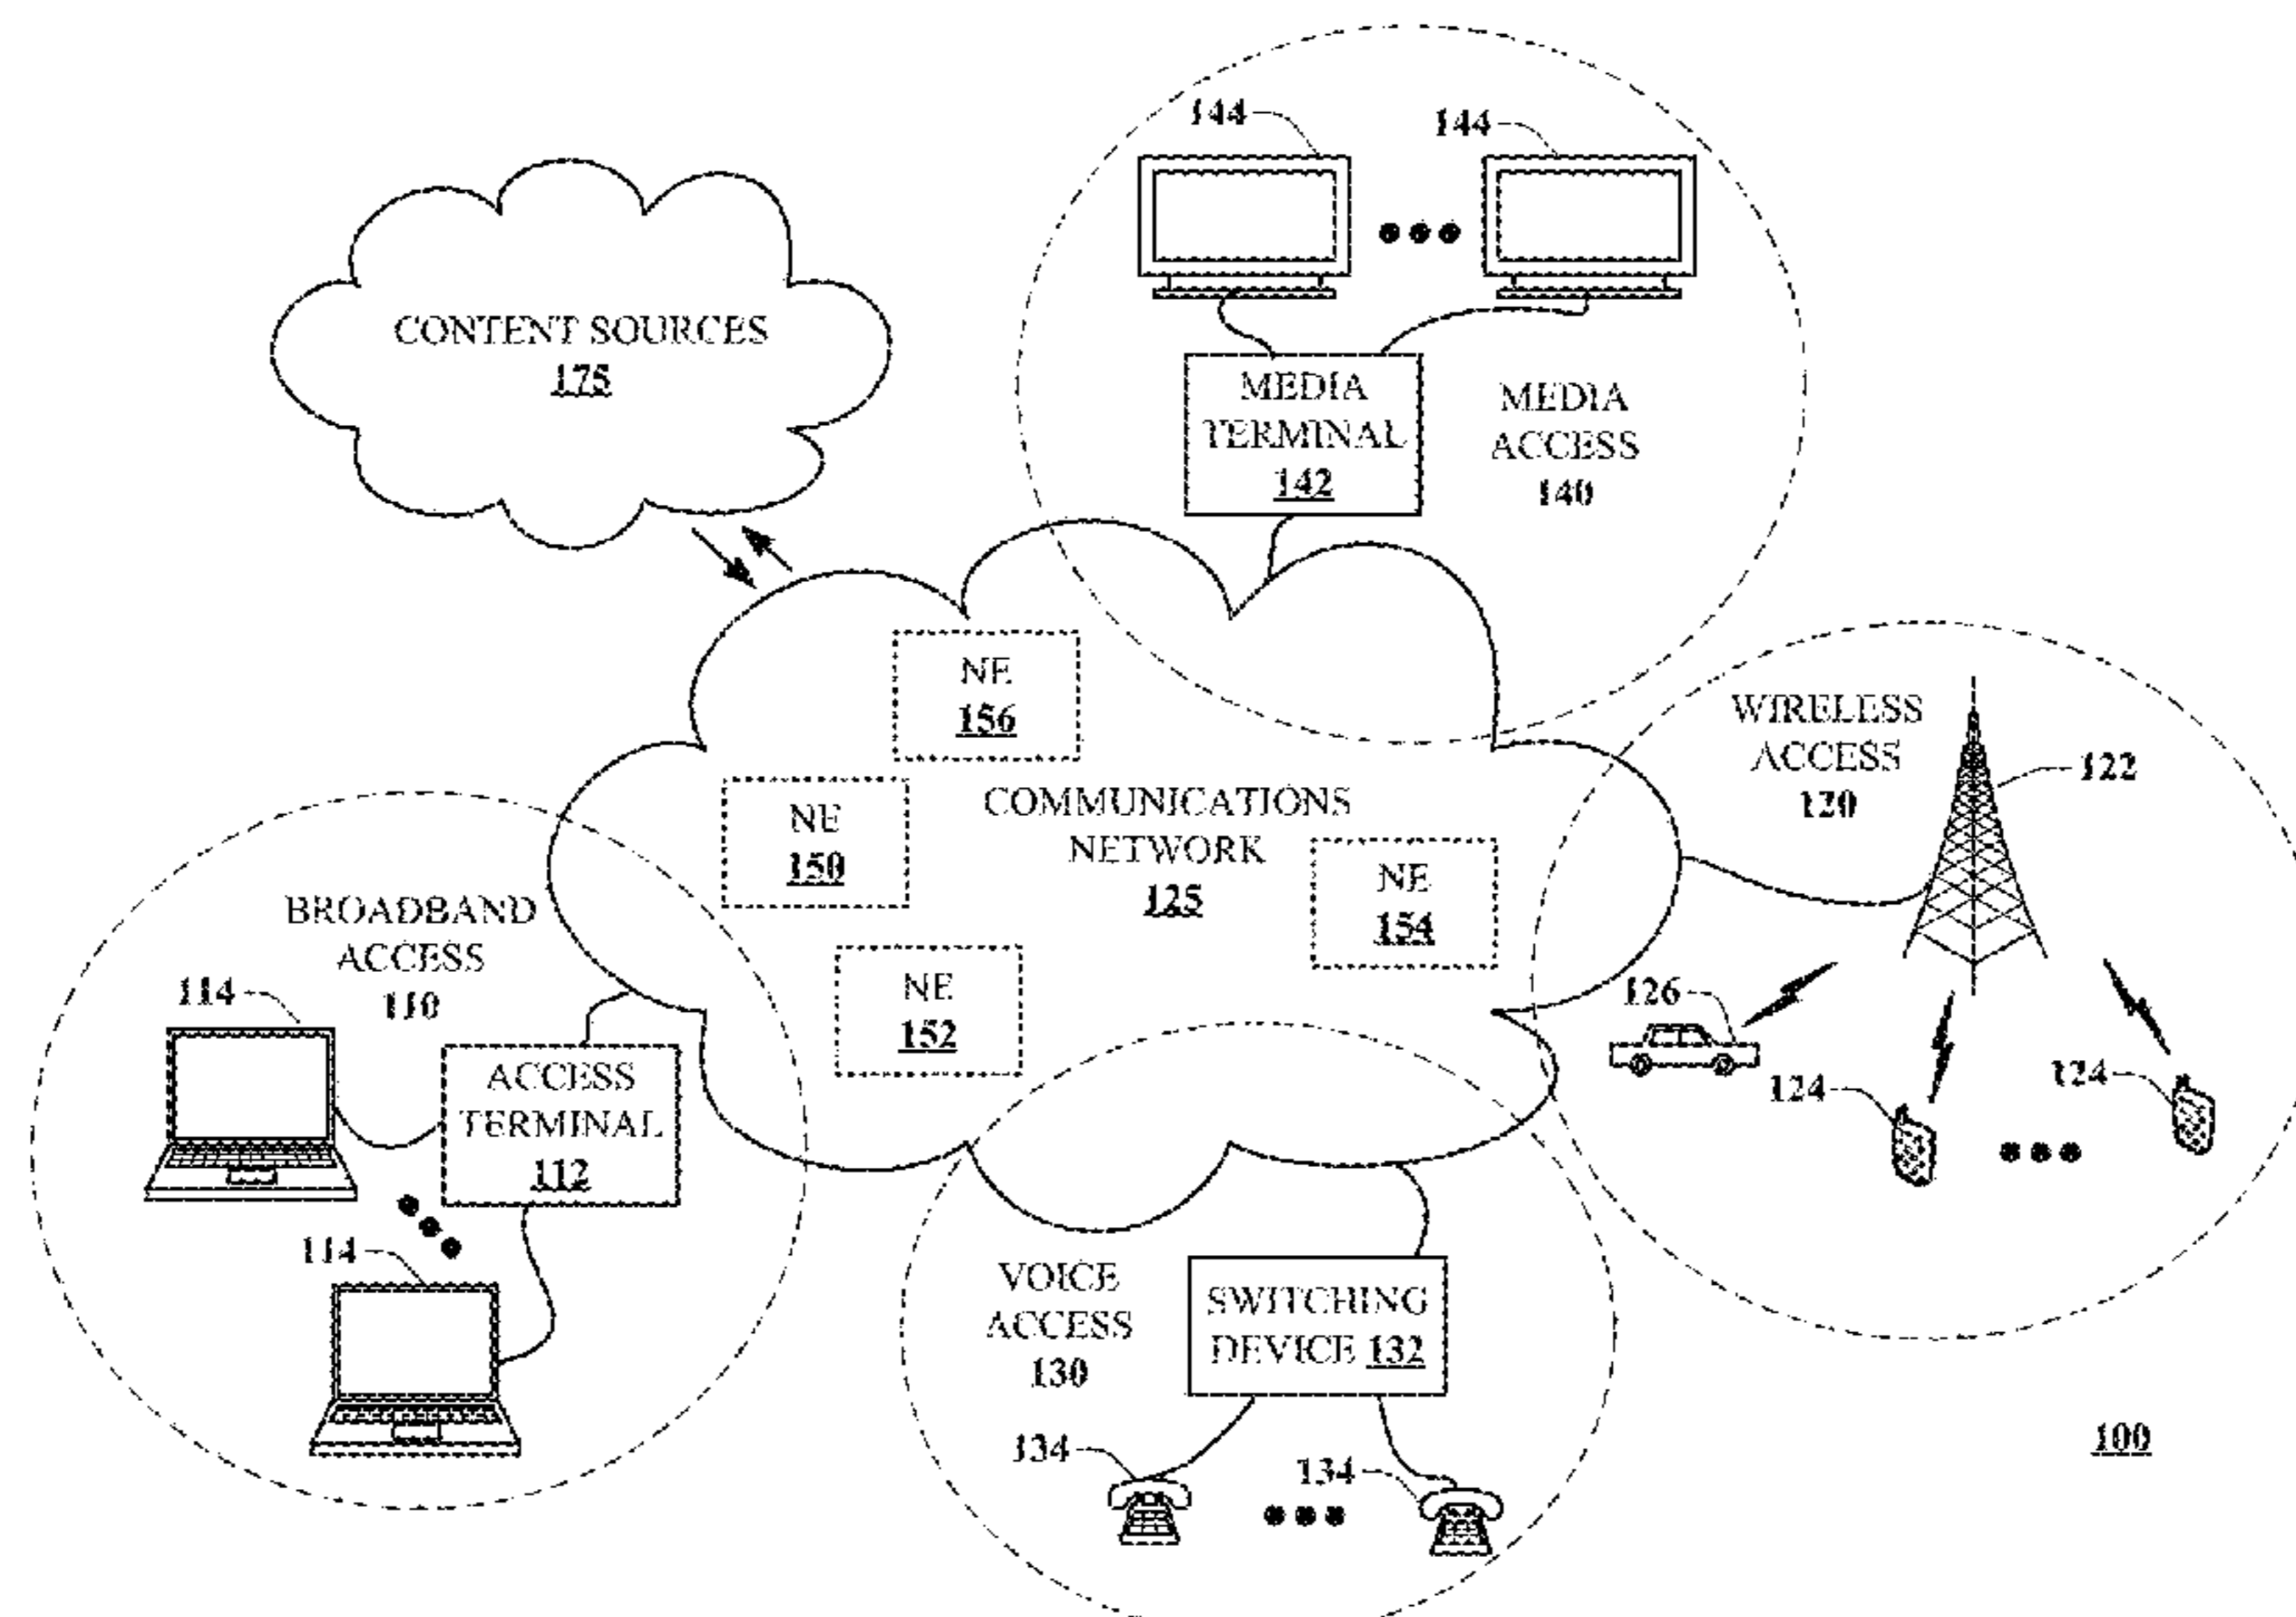 144
144
CONTENT SOURCES
175
MEDIA
TERMINAL
142
MEDIA
ACCESS
140
NE
156
WIRELESS
ACCESS
120
122
NE
150
COMMUNICATIONS
NETWORK
125
NE
154
BROADBAND
ACCESS
110
114
NE
152
126
ACCESS
TERMINAL
112
124
124
114
VOICE
ACCESS
130
SWITCHING
DEVICE 132
134
134
100